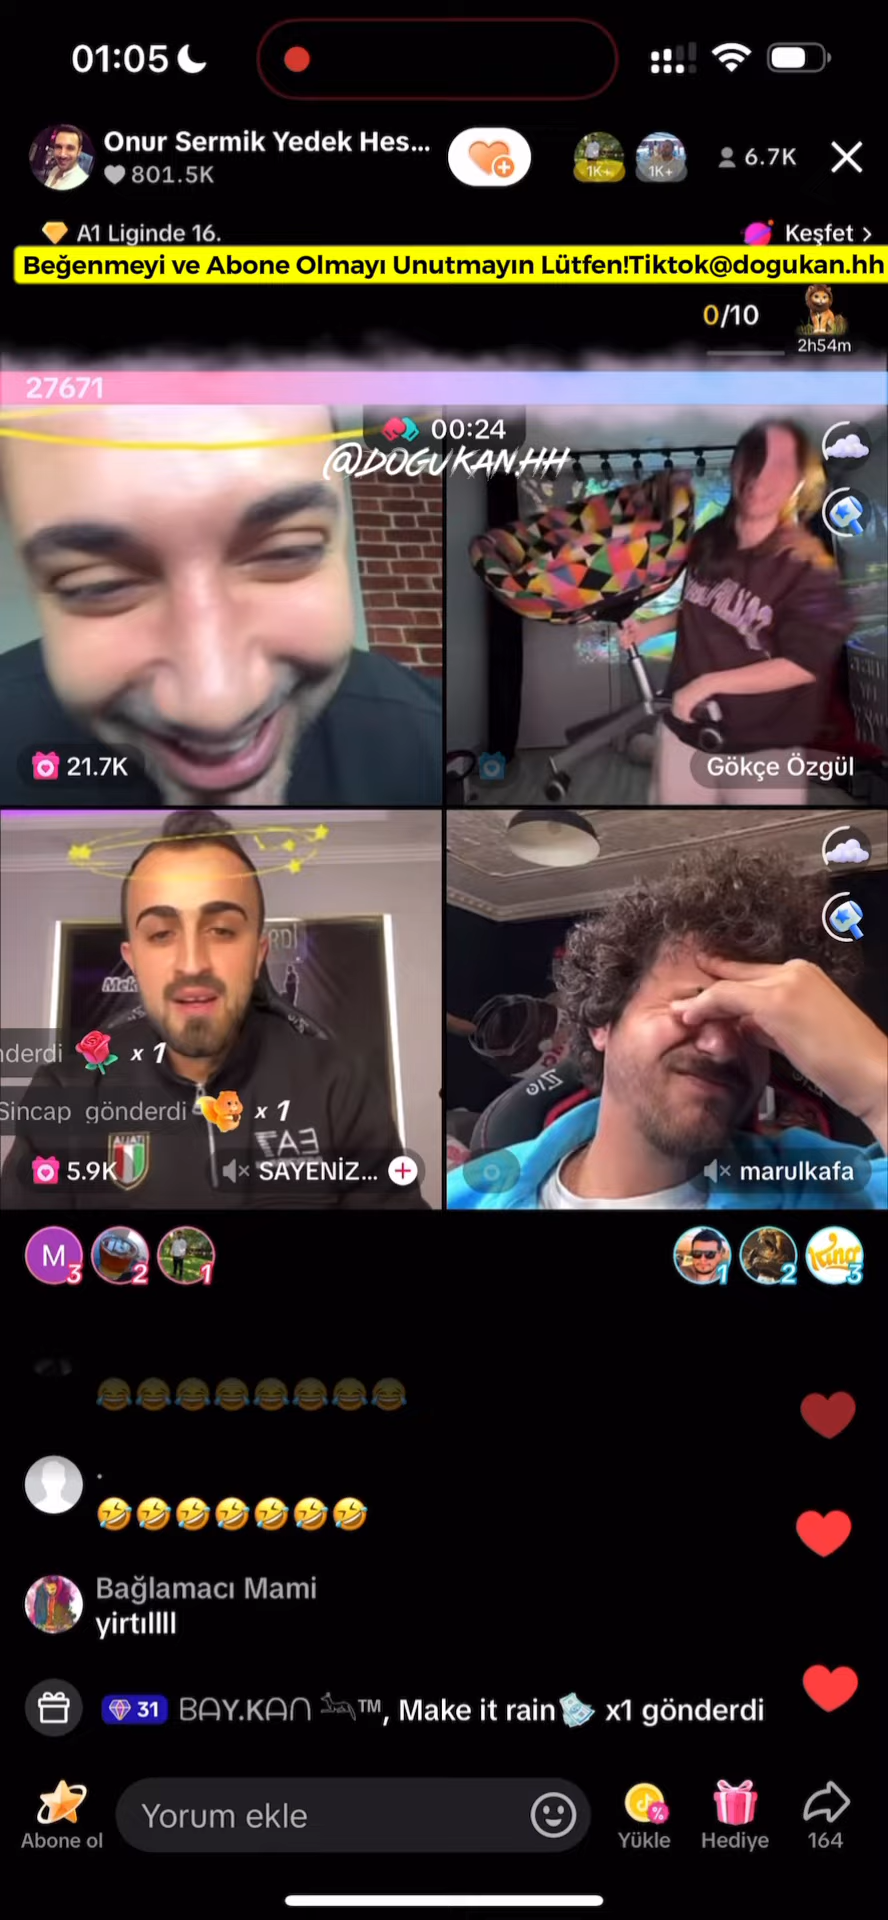 01:05
Onur Sermik Yedek Hes...
801.5K
1K+
1K+
6.7K
A1 Liginde 16.
Keşfet >
Beğenmeyi ve Abone Olmayı Unutmayın Lütfen!Tiktok@dogukan.hh
0/10
2h54m
27671
00:24
@DOGUKAN.HH
21.7K
Gökçe Özgül
nderdi x 1
Sincap gönderdi x 1
5.9K
SAYENİZ...
marulkafa
M
3
2
1
1
2
King
3
😂😂😂😂😂😂😂😂
.
🤣🤣🤣🤣🤣🤣🤣
Bağlamacı Mami
yirtıllll
31 BAY.KAN ™, Make it rain x1 gönderdi
Abone ol
Yorum ekle
Yükle
Hediye
164